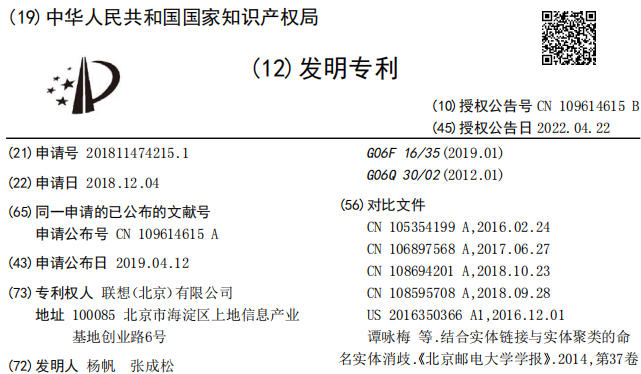 (19)中华人民共和国国家知识产权局
(12)发明专利
(10)授权公告号 CN 109614615 B
(45)授权公告日 2022.04.22
(21)申请号 201811474215.1
(22)申请日 2018.12.04
(65)同一申请的已公布的文献号
申请公布号 CN 109614615 A
(43)申请公布日 2019.04.12
(73)专利权人 联想(北京)有限公司
地址 100085 北京市海淀区上地信息产业
基地创业路6号
(72)发明人 杨帆 张成松
G06F 16/35(2019.01)
G06Q 30/02(2012.01)
(56)对比文件
CN 105354199 A,2016.02.24
CN 106897568 A,2017.06.27
CN 108694201 A,2018.10.23
CN 108595708 A,2018.09.28
US 2016350366 A1,2016.12.01
谭咏梅 等.结合实体链接与实体聚类的命
名实体消歧.《北京邮电大学学报》.2014,第37卷